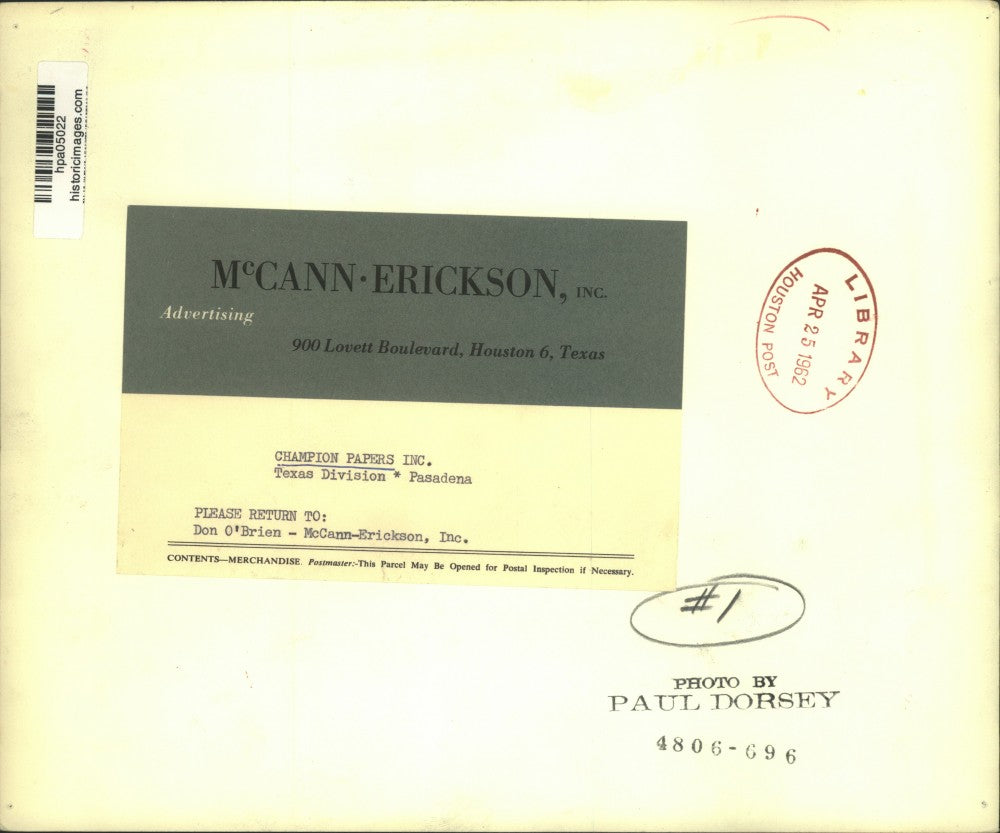 hpa05022
historicimages.com
McCANN·ERICKSON, INC.
Advertising
900 Lovett Boulevard, Houston 6, Texas
LIBRARY
APR 25 1962
HOUSTON POST
CHAMPION PAPERS INC.
Texas Division * Pasadena
PLEASE RETURN TO:
Don O'Brien - McCann-Erickson, Inc.
CONTENTS—MERCHANDISE. Postmaster:-This Parcel May Be Opened for Postal Inspection if Necessary.
#1
PHOTO BY
PAUL DORSEY
4806-696